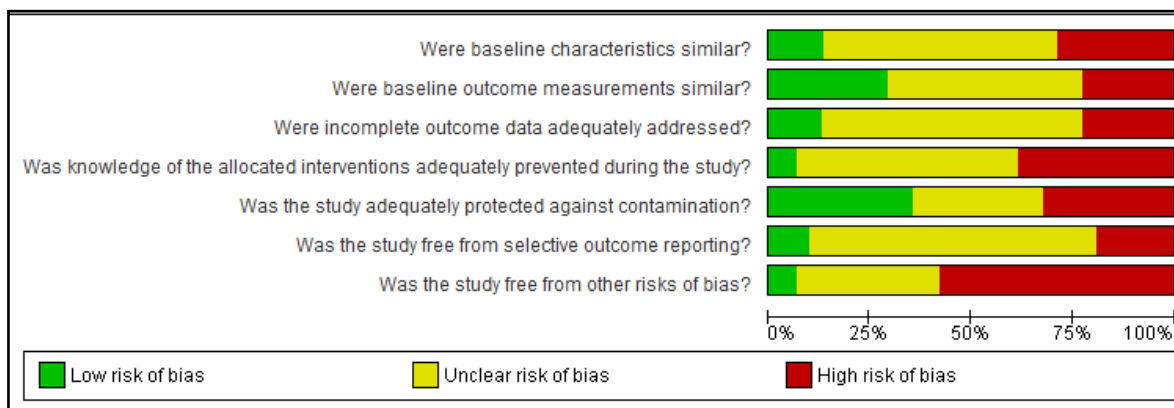 Were baseline characteristics similar?
Were baseline outcome measurements similar?
Were incomplete outcome data adequately addressed?
Was knowledge of the allocated interventions adequately prevented during the study?
Was the study adequately protected against contamination?
Was the study free from selective outcome reporting?
Was the study free from other risks of bias?
0% 25% 50% 75% 100%
Low risk of bias Unclear risk of bias High risk of bias